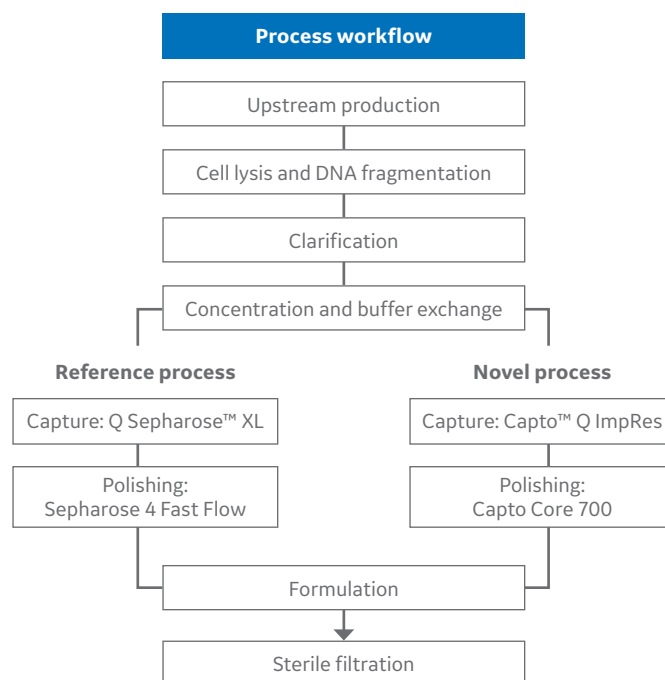 Process workflow
Upstream production
Cell lysis and DNA fragmentation
Clarification
Concentration and buffer exchange
Reference process
Capture: Q Sepharose™ XL
Polishing:
Sepharose 4 Fast Flow
Novel process
Capture: Capto™ Q ImpRes
Polishing:
Capto Core 700
Formulation
Sterile filtration